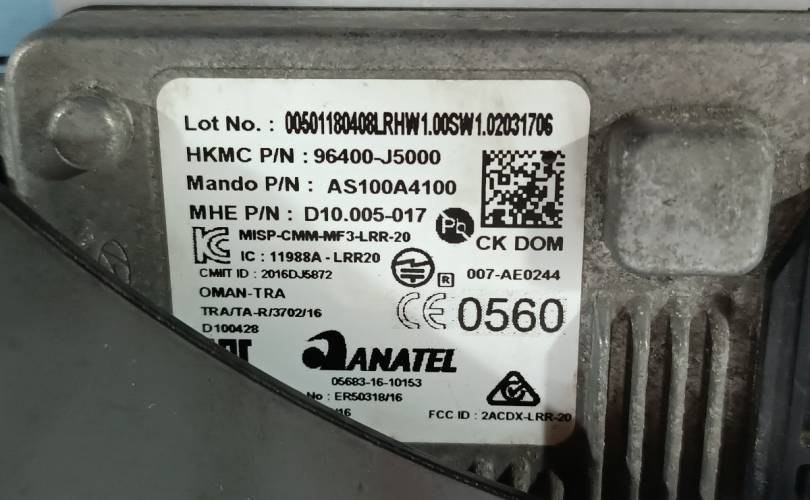 Lot No. : 00501180408LRHW1.00SW1.02031706
HKMC P/N : 96400-J5000
Mando P/N : AS100A4100
MHE P/N : D10.005-017
Pb
CK DOM
MISP-CMM-MF3-LRR-20
IC : 11988A - LRR20
CMIIT ID : 2016DJ5872
R 007-AE0244
OMAN-TRA
TRA/TA-R/3702/16
D100428
CE 0560
ANATEL
05683-16-10153
No : ER50318/16
/16
FCC ID : 2ACDX-LRR-20